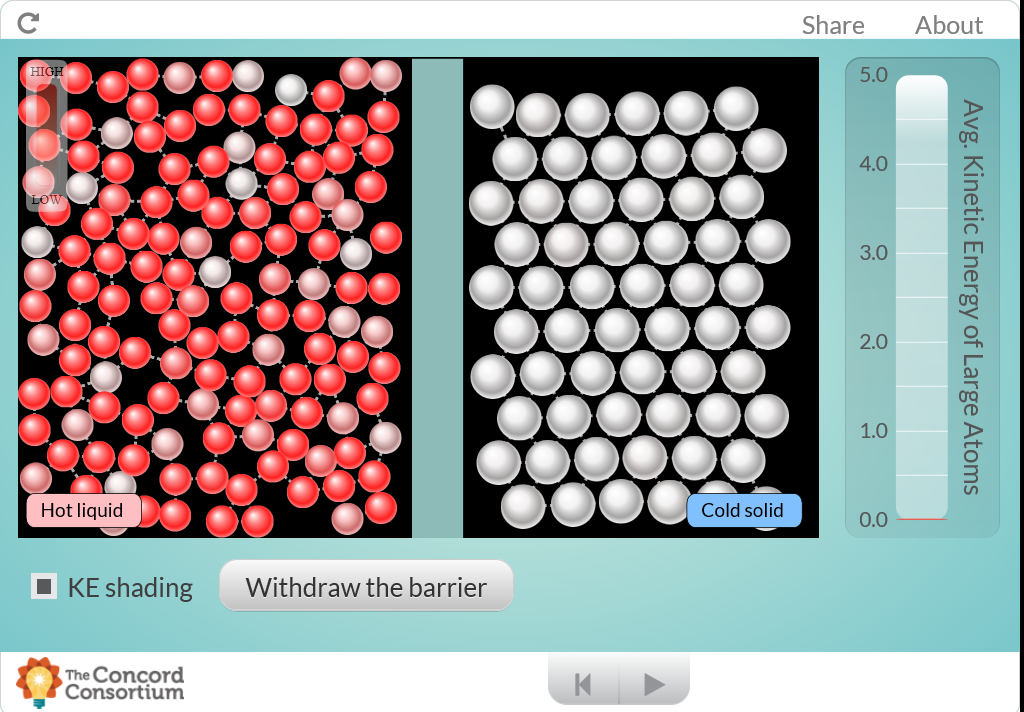 Share About
HIGH
LOW
Hot liquid
Cold solid
5.0
4.0
3.0
2.0
1.0
0.0
Avg. Kinetic Energy of Large Atoms
KE shading
Withdraw the barrier
The Concord
Consortium